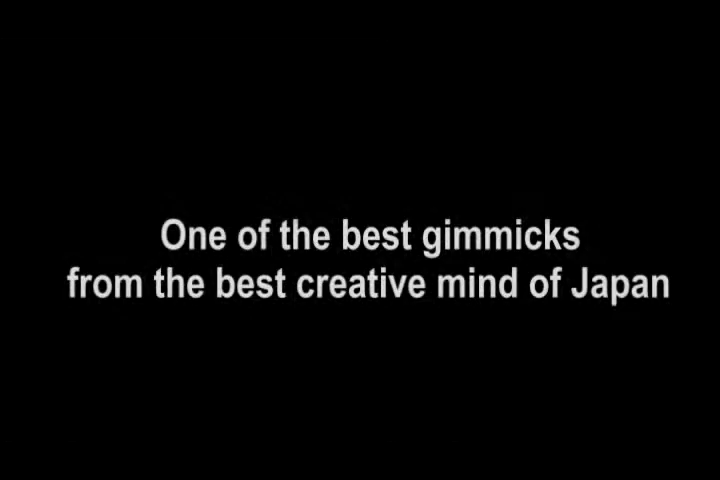 One of the best gimmicks
from the best creative mind of Japan